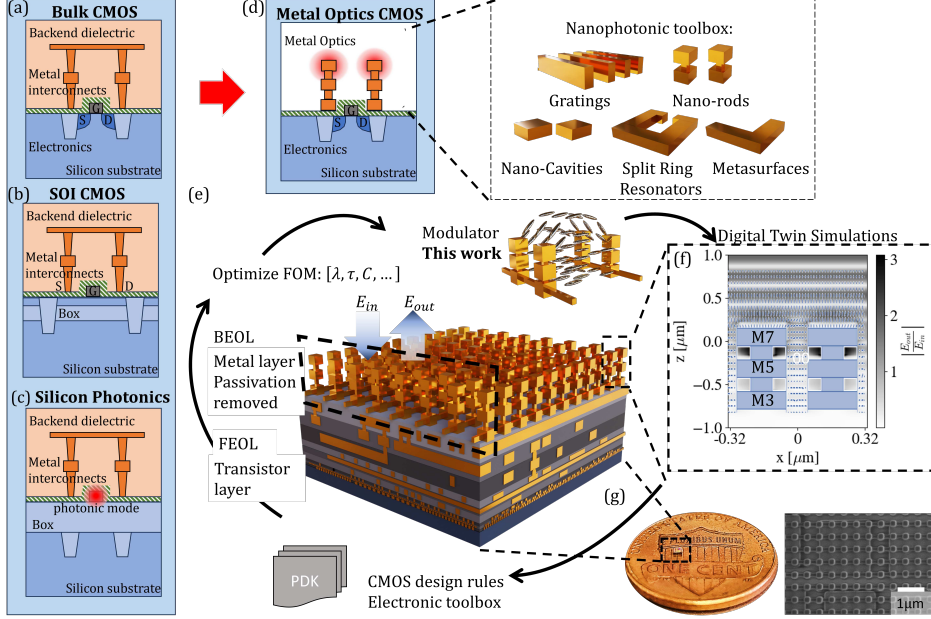 (a)
Bulk CMOS
Backend dielectric
Metal
interconnects
G
S
D
Electronics
Silicon substrate
(b)
SOI CMOS
Backend dielectric
Metal
interconnects
S
G
D
Box
Silicon substrate
(c) Silicon Photonics
Backend dielectric
Metal
interconnects
photonic mode
Box
Silicon substrate
(d)
Metal Optics CMOS
Metal Optics
G
S
D
Electronics
Silicon substrate
Nanophotonic toolbox:
Gratings
Nano-rods
Nano-Cavities
Split Ring
Resonators
Metasurfaces
(e)
Modulator
This work
Optimize FOM: [λ, τ, C, ...]
E_in
E_out
BEOL
Metal layer
Passivation
removed
FEOL
Transistor
layer
PDK
CMOS design rules
Electronic toolbox
Digital Twin Simulations
(f)
1.0
0.5
0.0
−0.5
−1.0
z [μm]
M7
M5
M3
-0.32
0
0.32
x [μm]
3
2
1
|E_out/E_in|
(g)
UNITED STATES OF AMERICA
ONE CENT
1μm